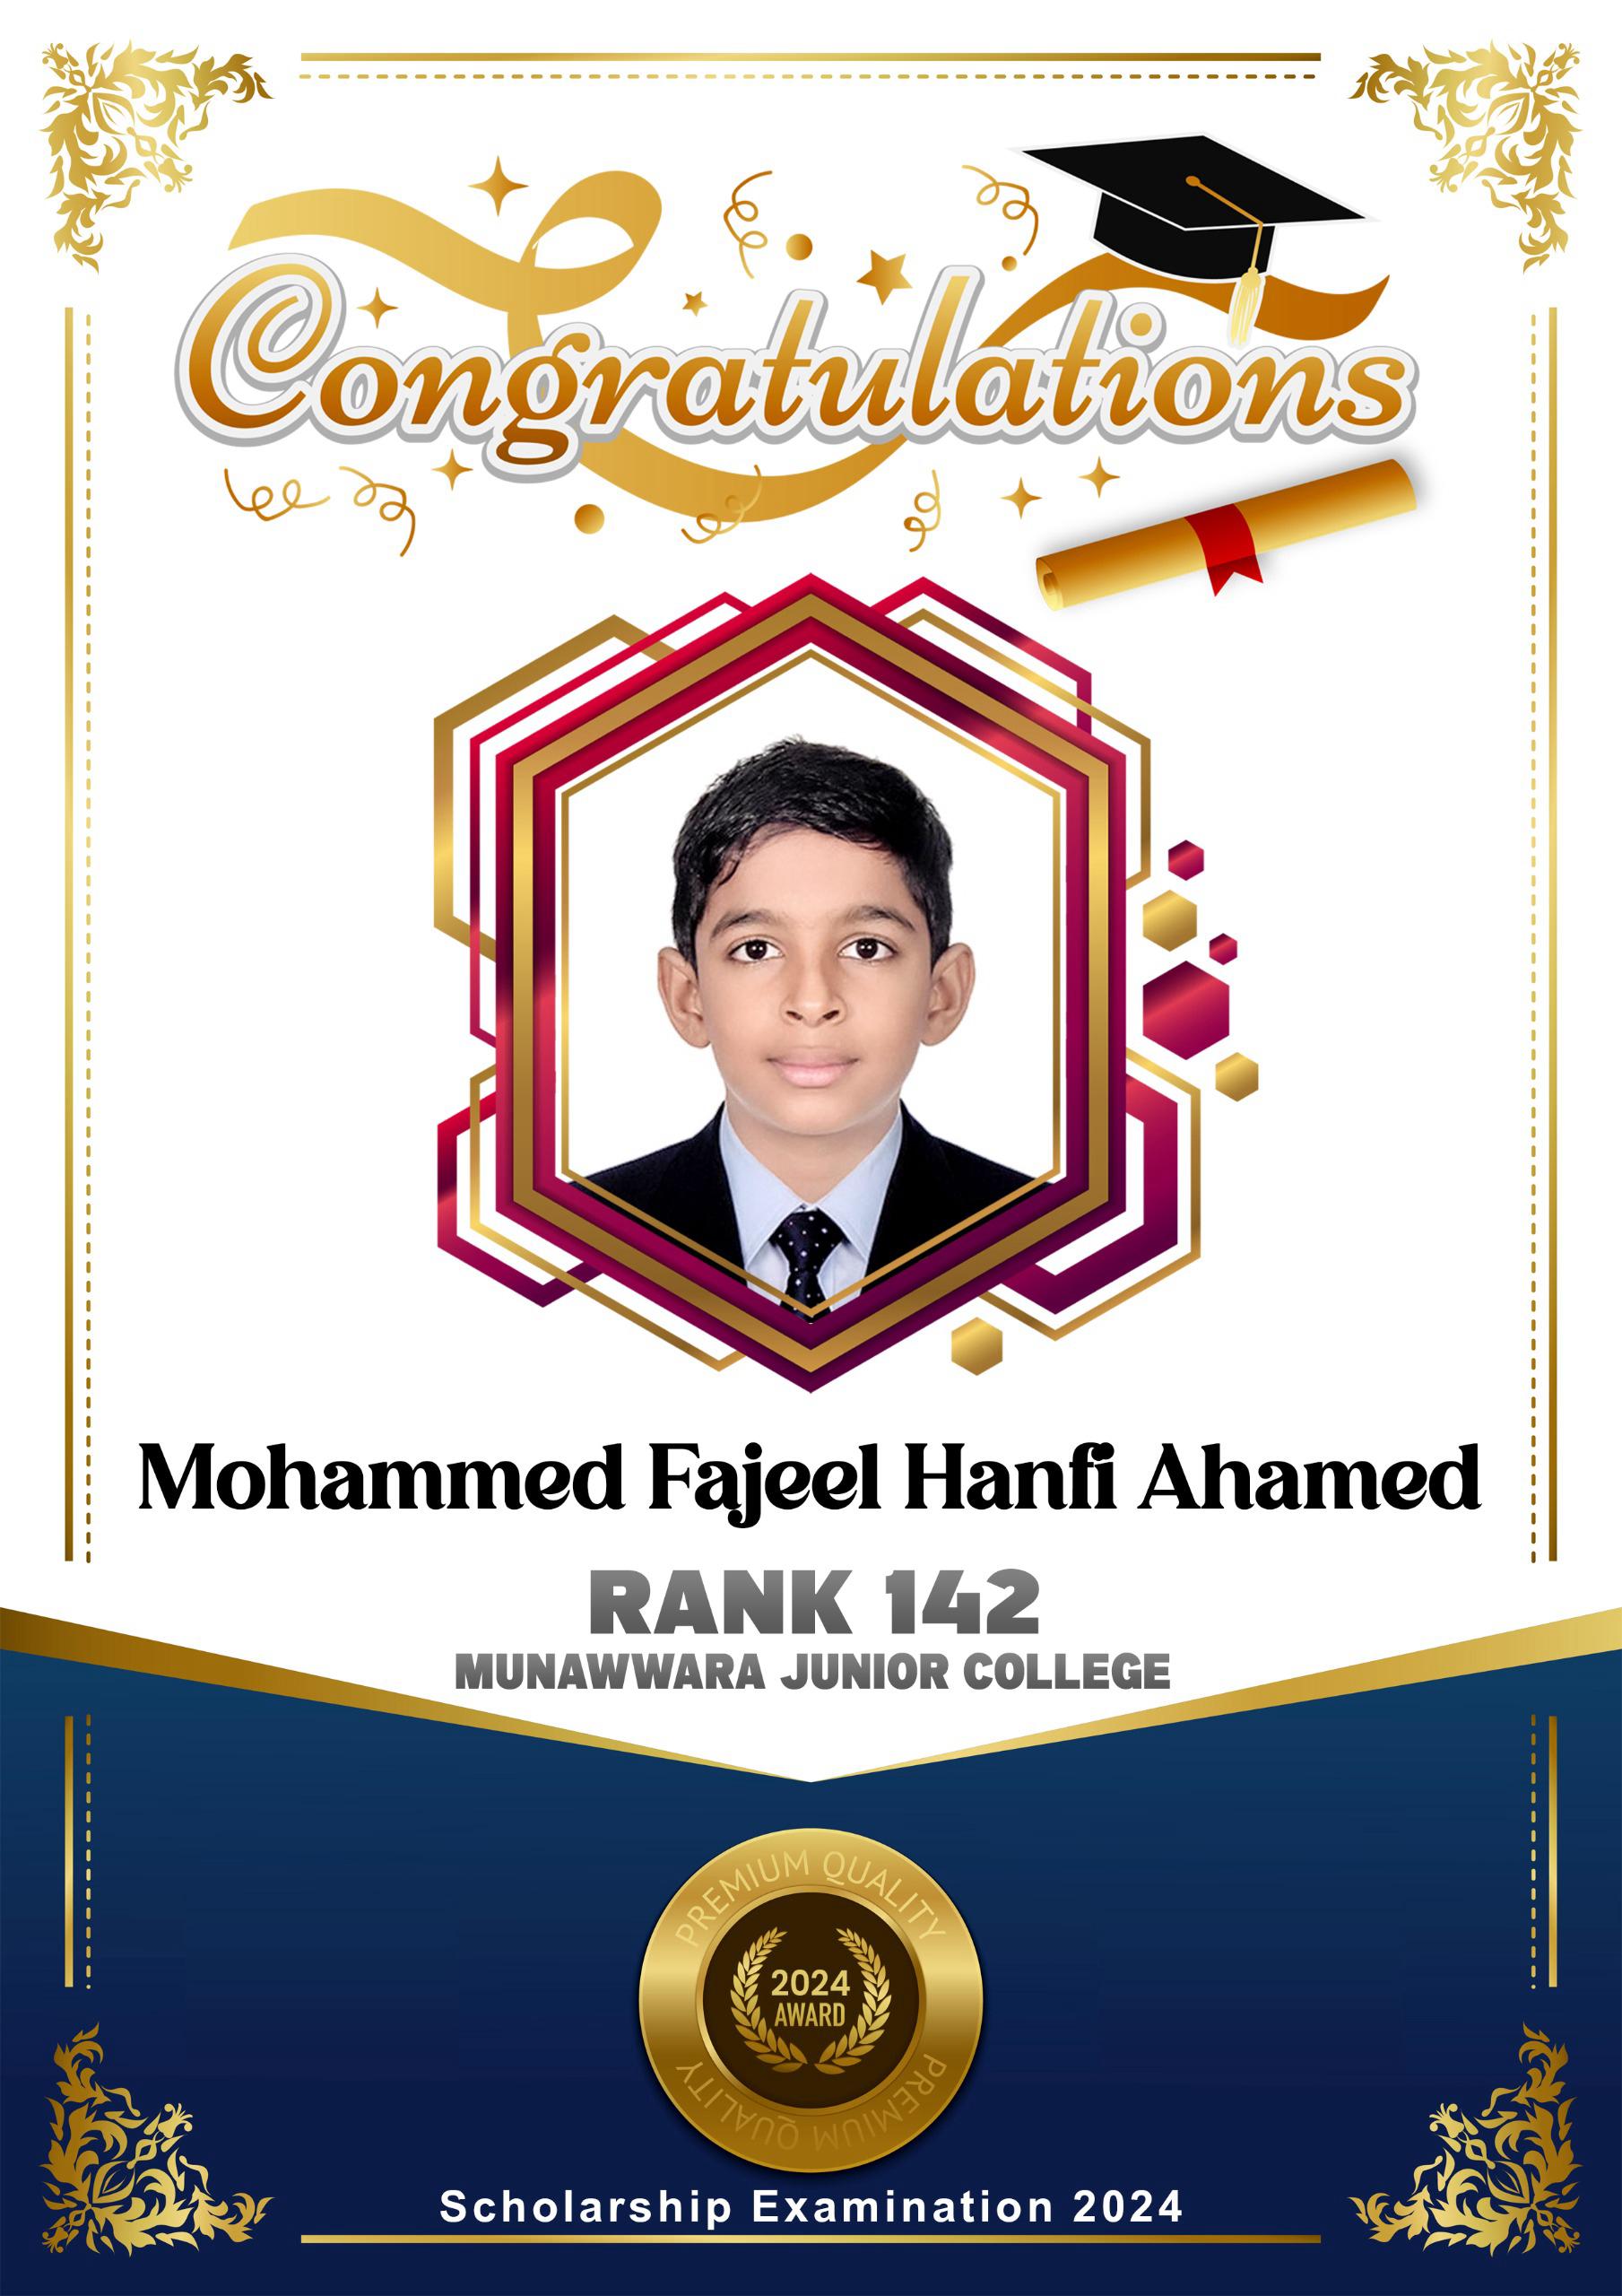 Congratulations
Mohammed Fajeel Hanfi Ahamed
RANK 142
MUNAWWARA JUNIOR COLLEGE
PREMIUM QUALITY
2024
AWARD
PREMIUM QUALITY
Scholarship Examination 2024